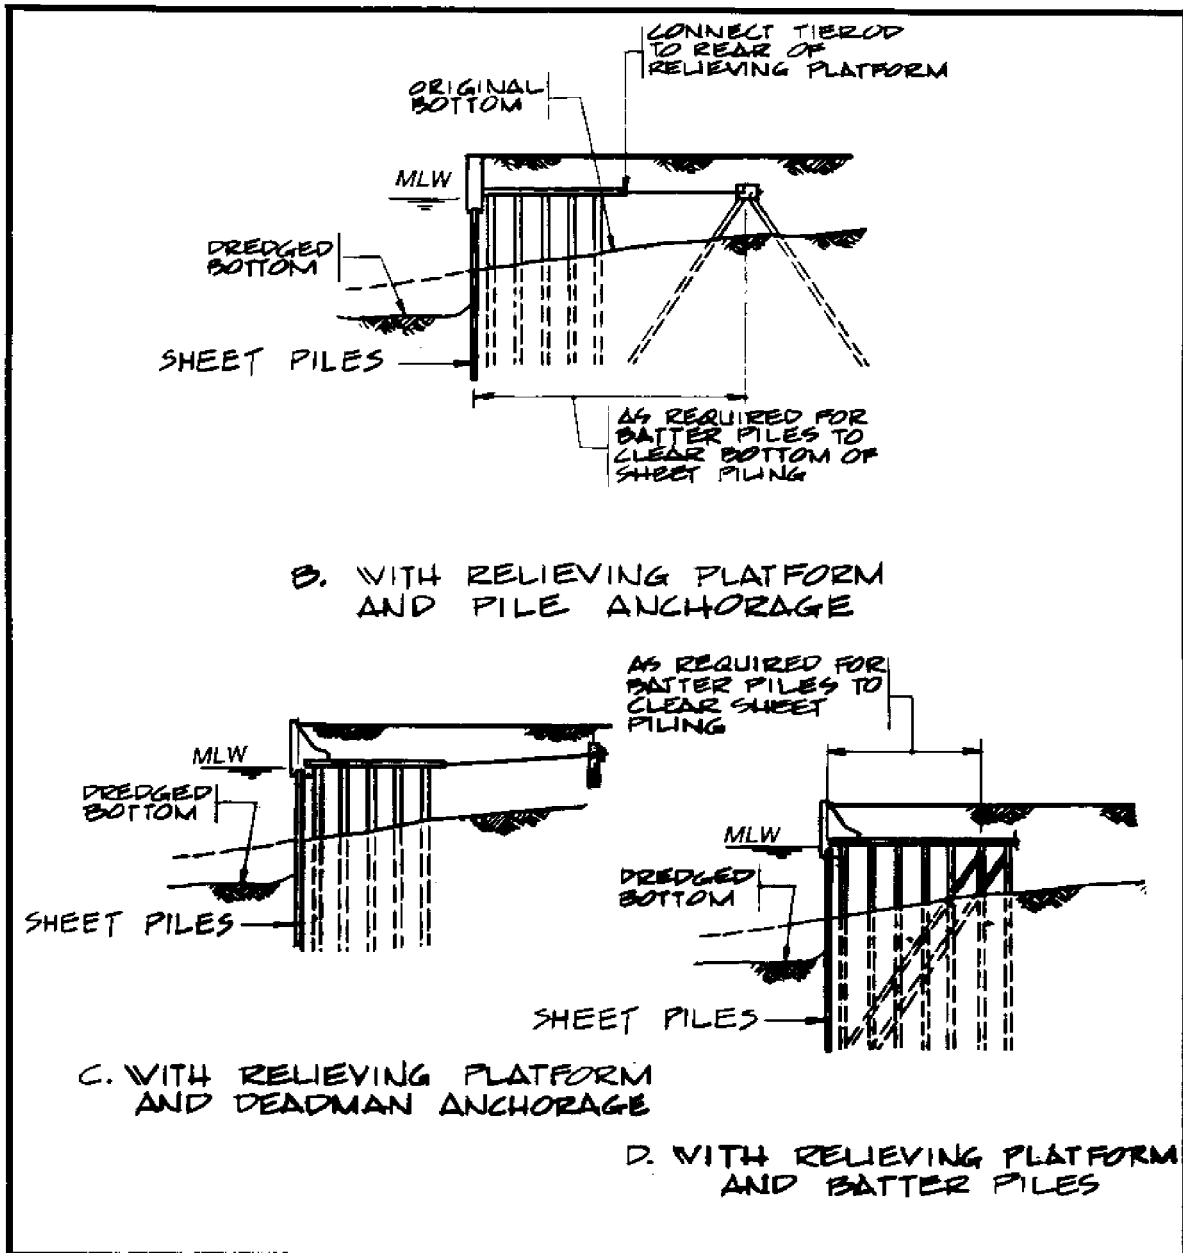 CONNECT TIEROD
TO REAR OF
RELIEVING PLATFORM
ORIGINAL
BOTTOM
MLW
DREDGED
BOTTOM
SHEET PILES
AS REQUIRED FOR
BATTER PILES TO
CLEAR BOTTOM OF
SHEET PILING
B. WITH RELIEVING PLATFORM
AND PILE ANCHORAGE
AS REQUIRED FOR
BATTER PILES TO
CLEAR SHEET
PILING
MLW
DREDGED
BOTTOM
SHEET PILES
C. WITH RELIEVING PLATFORM
AND DEADMAN ANCHORAGE
MLW
DREDGED
BOTTOM
SHEET PILES
D. WITH RELIEVING PLATFORM
AND BATTER PILES